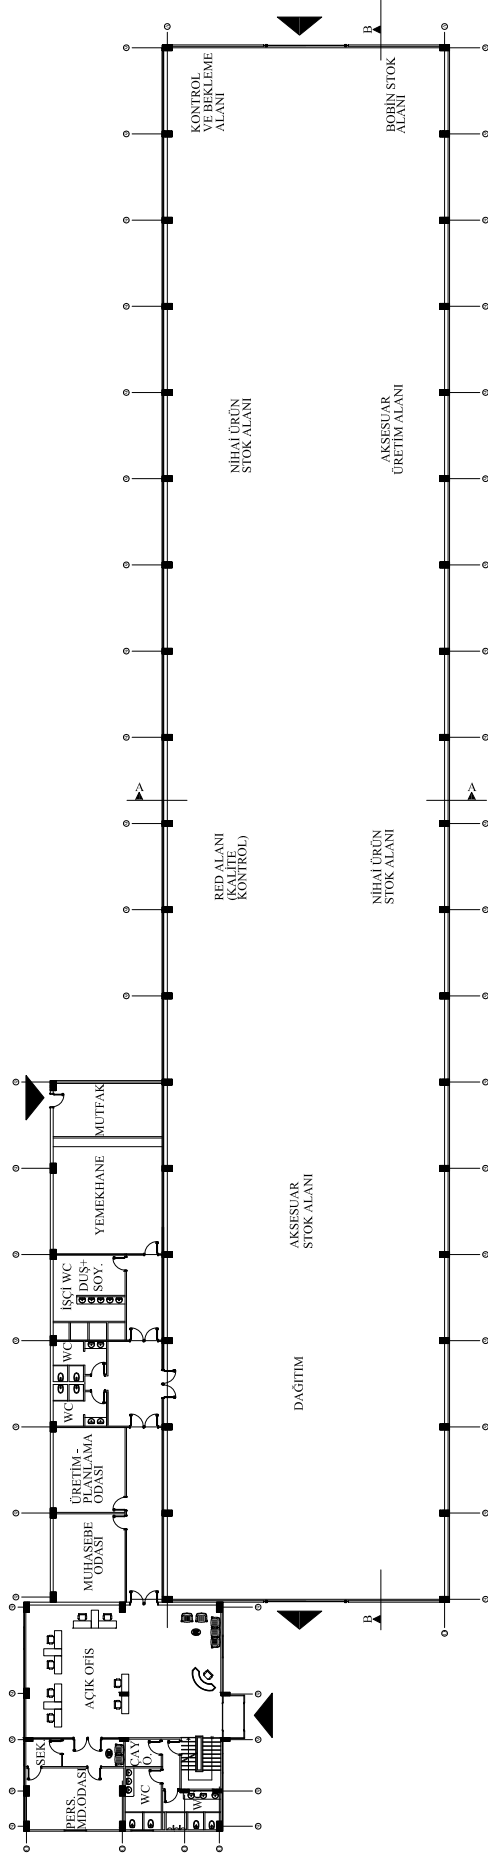 B
KONTROL
VE BEKLEME
ALANI
BOBİN STOK
ALANI
NİHAİ ÜRÜN
STOK ALANI
AKSESUAR
ÜRETİM ALANI
A
A
RED ALANI
(KALİTE
KONTROL)
NİHAİ ÜRÜN
STOK ALANI
MUTFAK
YEMEKHANE
AKSESUAR
STOK ALANI
İŞÇİ WC
DUŞ+
SOY.
WC
WC
DAĞITIM
ÜRETİM -
PLANLAMA
ODASI
MUHASEBE
ODASI
B
AÇIK OFİS
SEK.
ÇAY
O.
PERS.
MD.ODASI
WC
W